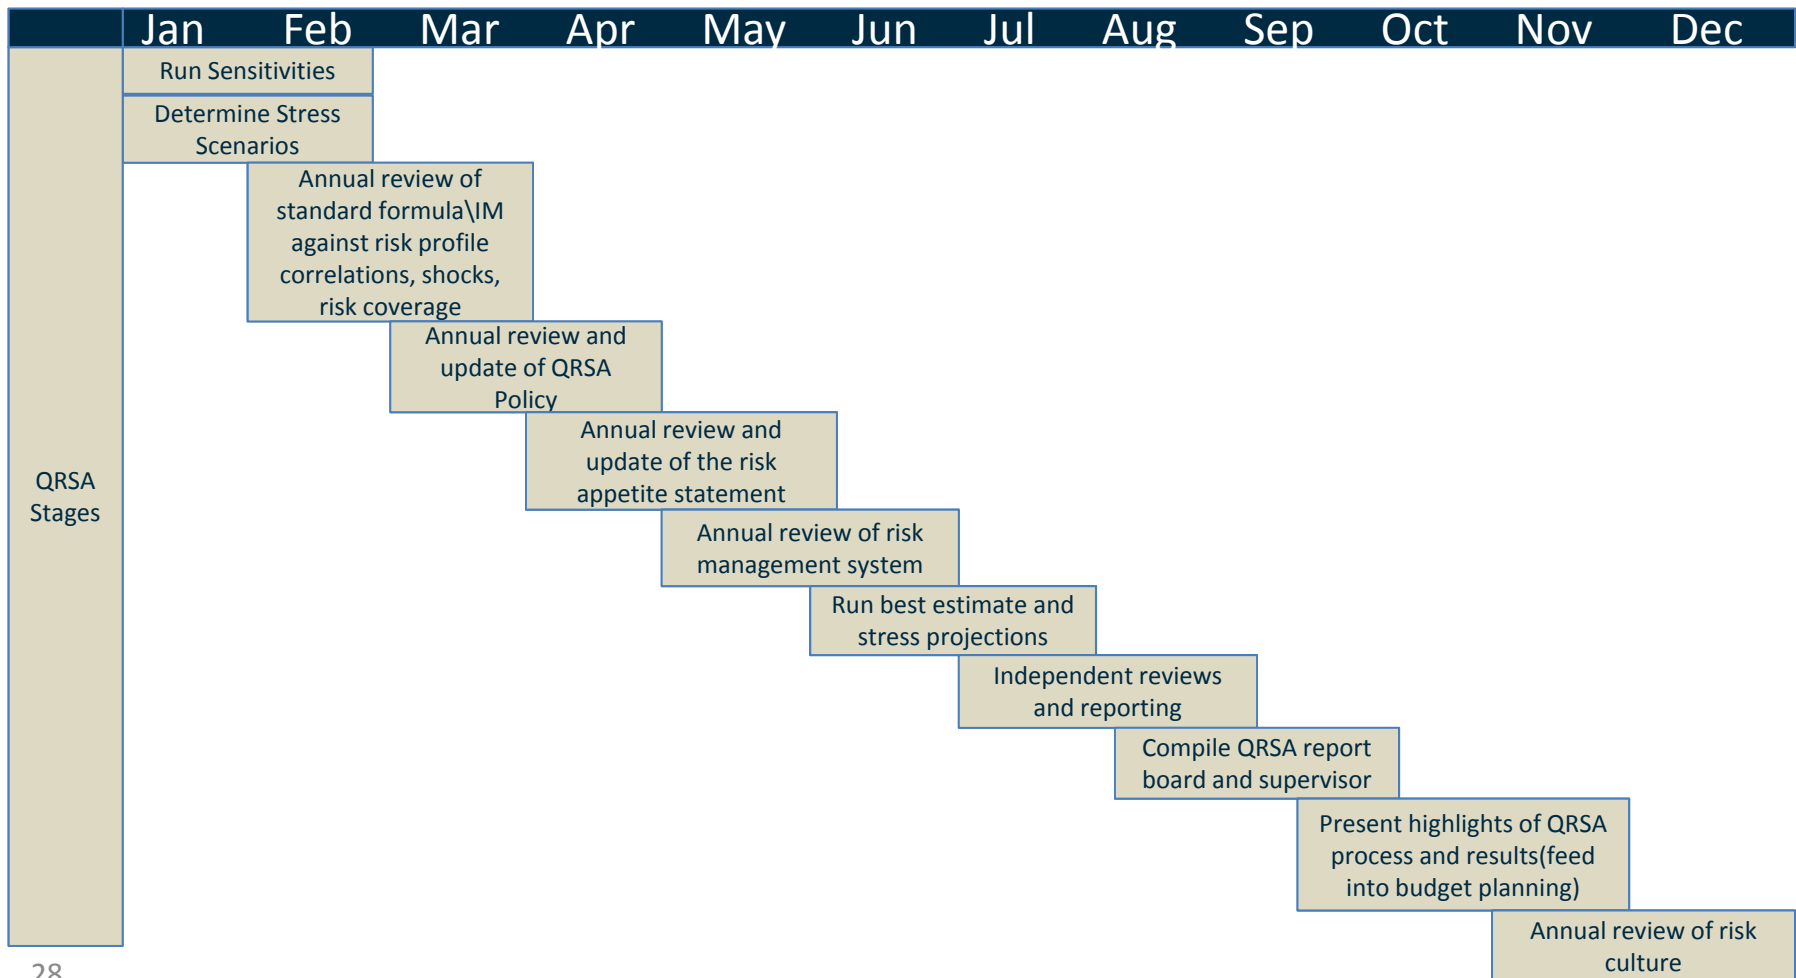 Jan Feb Mar Apr May Jun Jul Aug Sep Oct Nov Dec
QRSA
Stages
Run Sensitivities
Determine Stress
Scenarios
Annual review of
standard formula\IM
against risk profile
correlations, shocks,
risk coverage
Annual review and
update of QRSA
Policy
Annual review and
update of the risk
appetite statement
Annual review of risk
management system
Run best estimate and
stress projections
Independent reviews
and reporting
Compile QRSA report
board and supervisor
Present highlights of QRSA
process and results(feed
into budget planning)
Annual review of risk
culture
28